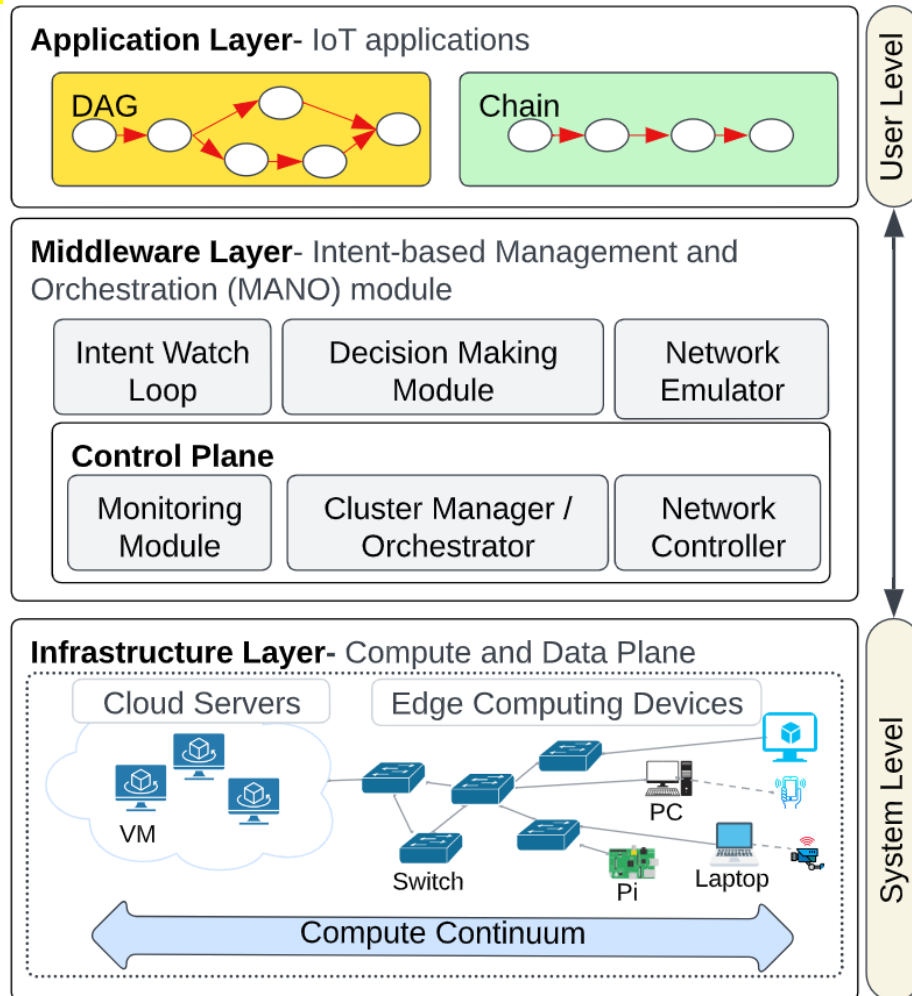 Application Layer- IoT applications
DAG
Chain
User Level
Middleware Layer- Intent-based Management and
Orchestration (MANO) module
Intent Watch
Loop
Decision Making
Module
Network
Emulator
Control Plane
Monitoring
Module
Cluster Manager /
Orchestrator
Network
Controller
Infrastructure Layer- Compute and Data Plane
Cloud Servers
Edge Computing Devices
VM
PC
Switch
Pi
Laptop
Compute Continuum
System Level